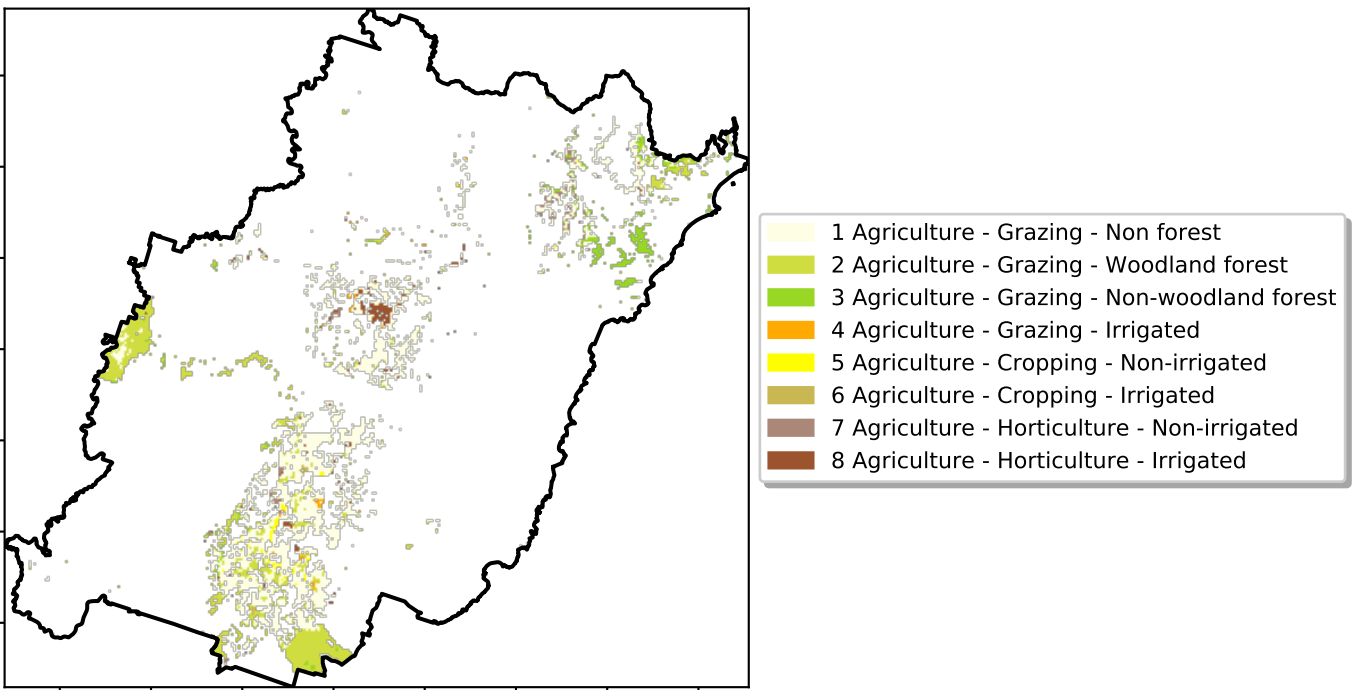 1 Agriculture - Grazing - Non forest
2 Agriculture - Grazing - Woodland forest
3 Agriculture - Grazing - Non-woodland forest
4 Agriculture - Grazing - Irrigated
5 Agriculture - Cropping - Non-irrigated
6 Agriculture - Cropping - Irrigated
7 Agriculture - Horticulture - Non-irrigated
8 Agriculture - Horticulture - Irrigated